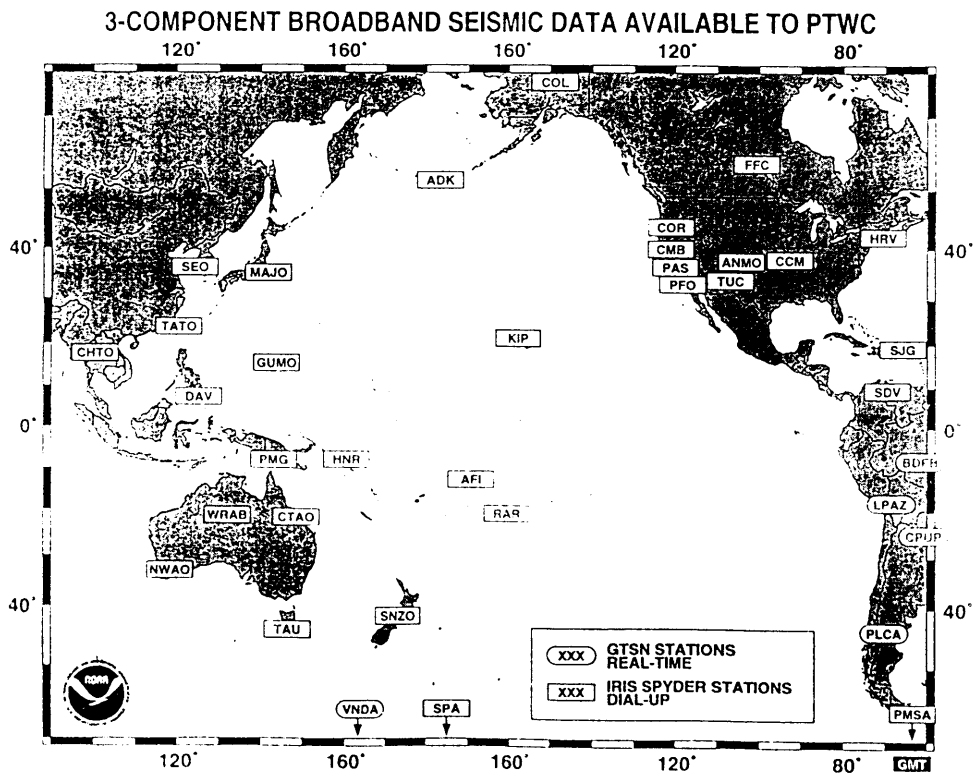 3-COMPONENT BROADBAND SEISMIC DATA AVAILABLE TO PTWC
120° 160° 160° 120° 80°
COL
FFC
ADK
COR
HRV
40° 40°
CMB
ANMO CCM
SEO MAJO PAS
TUC
PFO
TATO
KIP
CHTO SJG
GUMO
DAV SDV
0° 0°
PMG HNR BDFB
AFI
LPAZ
WRAB CTAO RAR
CPUP
NWAO
40° 40°
SNZO
TAU PLCA
XXX GTSN STATIONS
REAL-TIME
XXX IRIS SPYDER STATIONS
DIAL-UP
NOAA
VNDA SPA PMSA
120° 160° 160° 120° 80° GMT